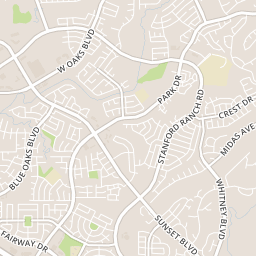 W OAKS BLVD
PARK DR
CREST DR
STANFORD RANCH RD
MIDAS AVE
BLUE OAKS BLVD
WHITNEY BLVD
SUNSET BLVD
FAIRWAY DR